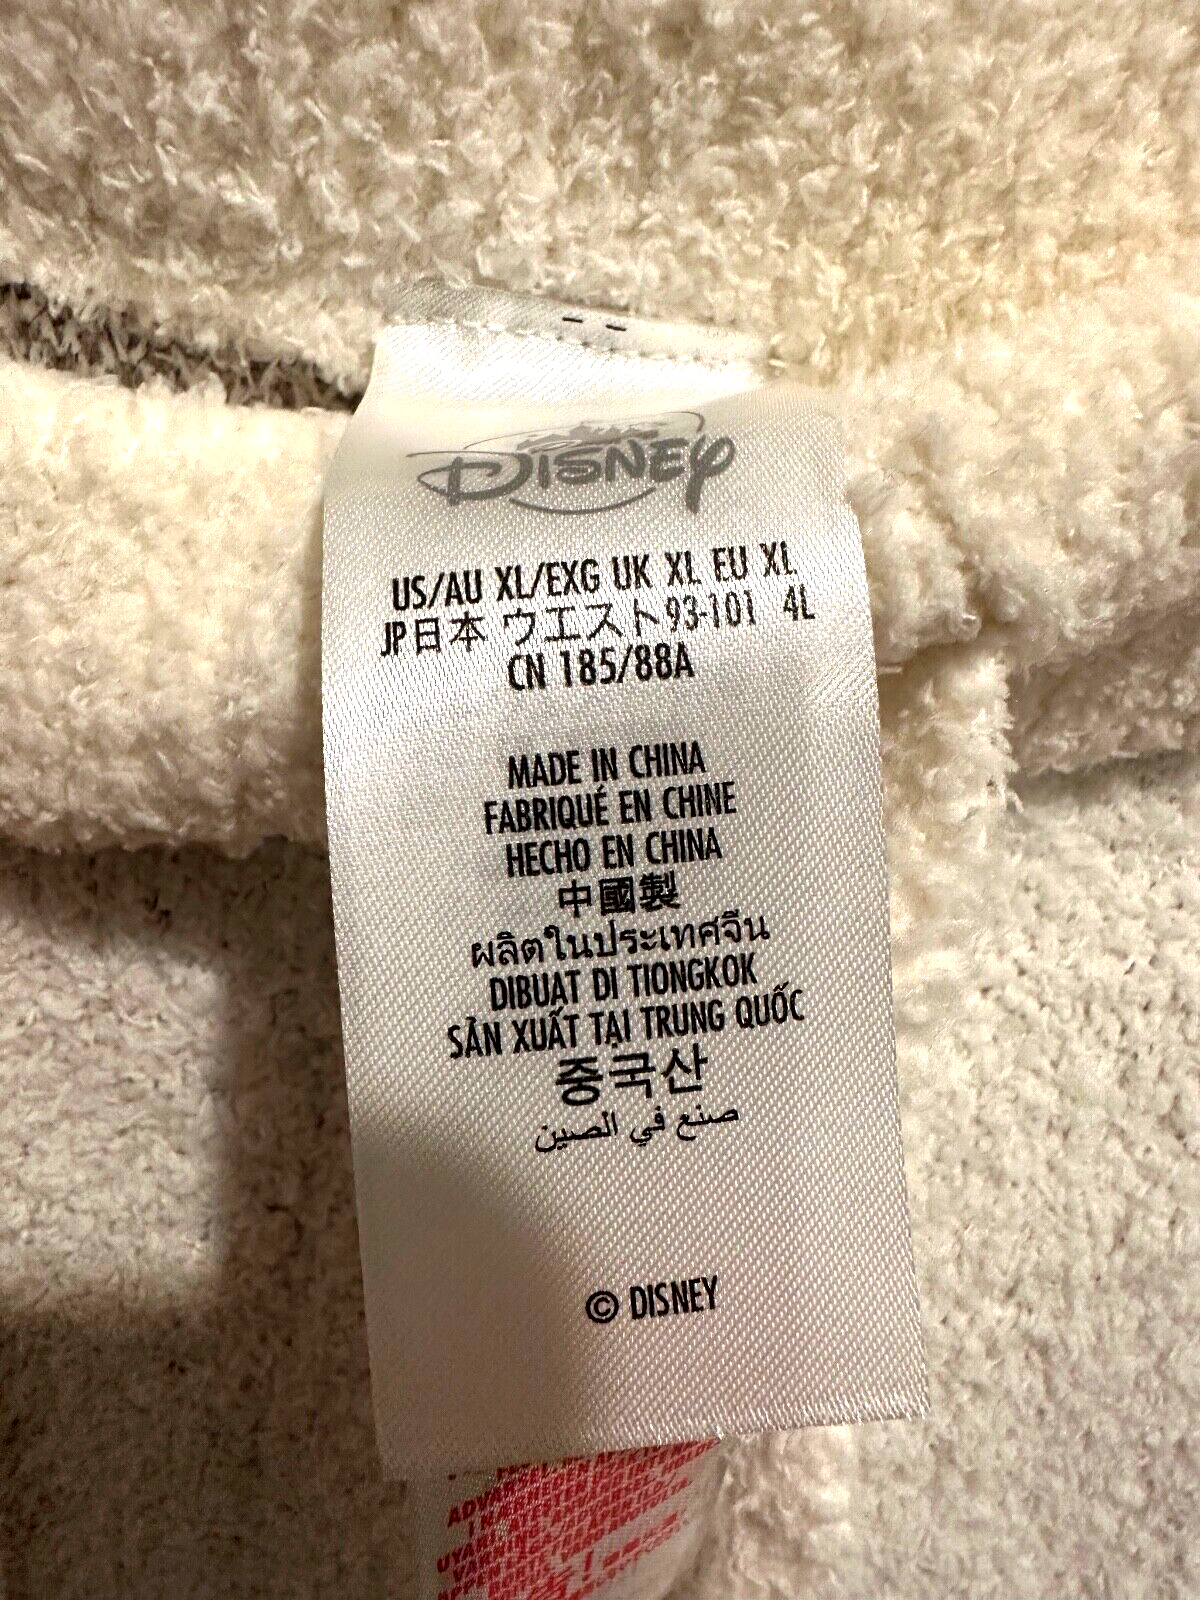 DISNEY
US/AU XL/EXG UK XL EU XL
JP日本 ウエスト93-101 4L
CN 185/88A
MADE IN CHINA
FABRIQUÉ EN CHINE
HECHO EN CHINA
中國製
ผลิตในประเทศจีน
DIBUAT DI TIONGKOK
SẢN XUẤT TẠI TRUNG QUỐC
중국산
صنع في الصين
© DISNEY